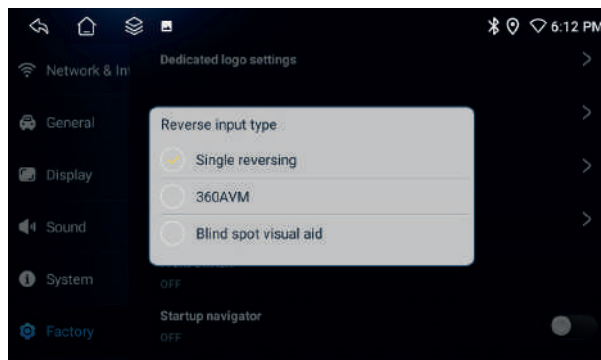 6:12 PM
Network & In
Dedicated logo settings
General
Reverse input type
Single reversing
Display
360AVM
Sound
Blind spot visual aid
System
OFF
Startup navigator
Factory
OFF